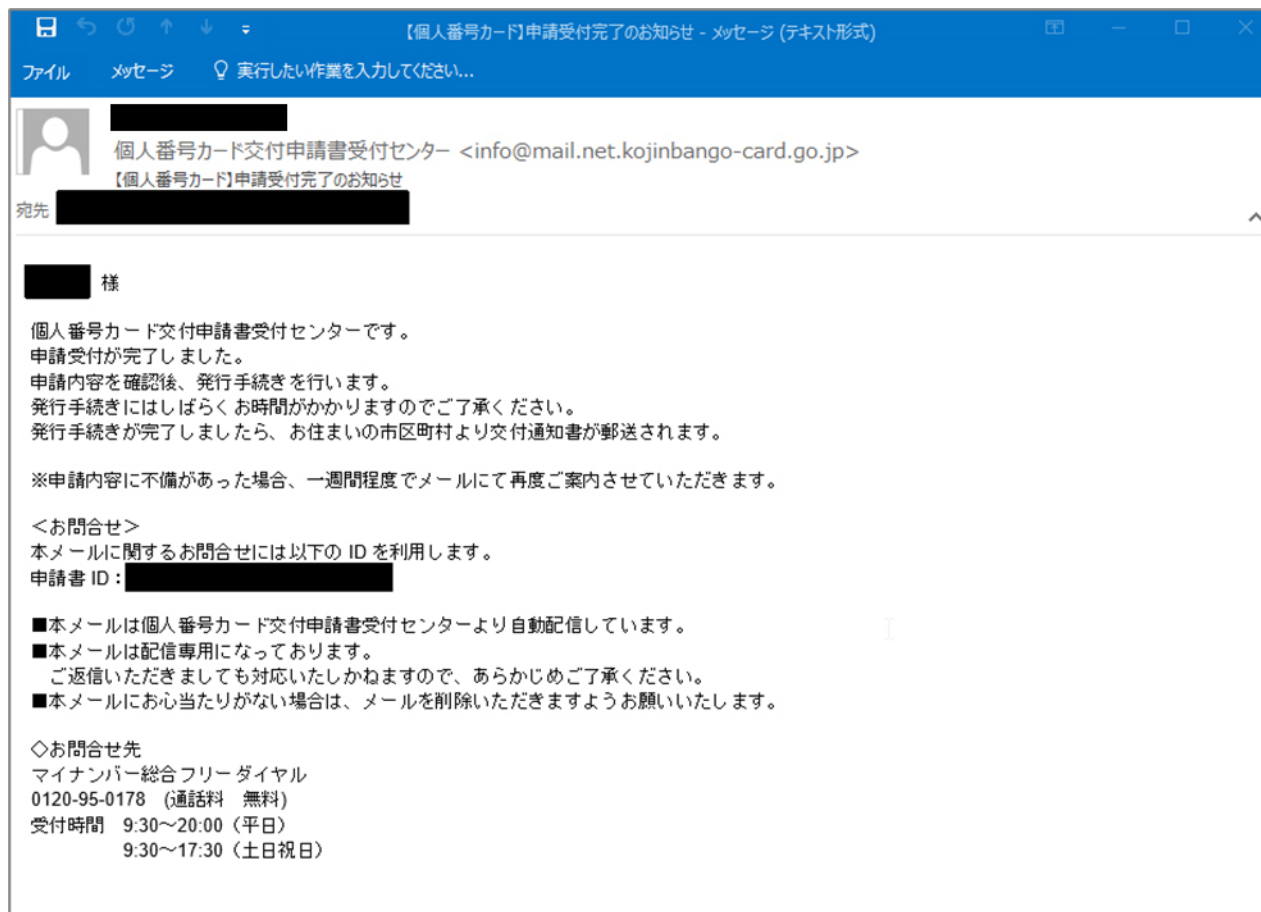 【個人番号カード】申請受付完了のお知らせ - メッセージ (テキスト形式)
ファイル メッセージ 実行したい作業を入力してください...
個人番号カード交付申請書受付センター <info@mail.net.kojinbango-card.go.jp>
【個人番号カード】申請受付完了のお知らせ
宛先
様
個人番号カード交付申請書受付センターです。
申請受付が完了しました。
申請内容を確認後、発行手続きを行います。
発行手続きにはしばらくお時間がかかりますのでご了承ください。
発行手続きが完了しましたら、お住まいの市区町村より交付通知書が郵送されます。
※申請内容に不備があった場合、一週間程度でメールにて再度ご案内させていただきます。
＜お問合せ＞
本メールに関するお問合せには以下の ID を利用します。
申請書 ID：
■本メールは個人番号カード交付申請書受付センターより自動配信しています。
■本メールは配信専用になっております。
ご返信いただきましても対応いたしかねますので、あらかじめご了承ください。
■本メールにお心当たりがない場合は、メールを削除いただきますようお願いいたします。
◇お問合せ先
マイナンバー総合フリーダイヤル
0120-95-0178 (通話料 無料)
受付時間 9:30～20:00（平日）
9:30～17:30（土日祝日）